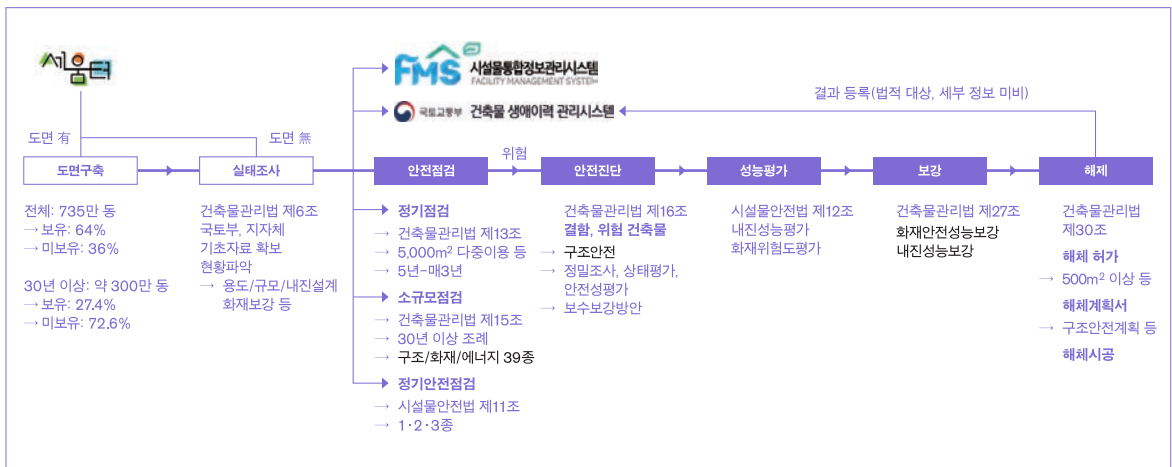 세움터
FMS 시설물통합정보관리시스템
FACILITY MANAGEMENT SYSTEM
국토교통부 건축물 생애이력 관리시스템
결과 등록(법적 대상, 세부 정보 미비)
도면 有
도면 無
위험
도면구축
실태조사
안전점검
안전진단
성능평가
보강
해제
전체: 735만 동
→ 보유: 64%
→ 미보유: 36%
30년 이상: 약 300만 동
→ 보유: 27.4%
→ 미보유: 72.6%
건축물관리법 제6조
국토부, 지자체
기초자료 확보
현황파악
→ 용도/규모/내진설계
화재보강 등
정기점검
→ 건축물관리법 제13조
→ 5,000m² 다중이용 등
→ 5년-매3년
소규모점검
→ 건축물관리법 제15조
→ 30년 이상 조례
→ 구조/화재/에너지 39종
정기안전점검
→ 시설물안전법 제11조
→ 1·2·3종
건축물관리법 제16조
결함, 위험 건축물
→ 구조안전
→ 정밀조사, 상태평가,
안전성평가
→ 보수보강방안
시설물안전법 제12조
내진성능평가
화재위험도평가
건축물관리법 제27조
화재안전성능보강
내진성능보강
건축물관리법
제30조
해체 허가
→ 500m² 이상 등
해체계획서
→ 구조안전계획 등
해체시공